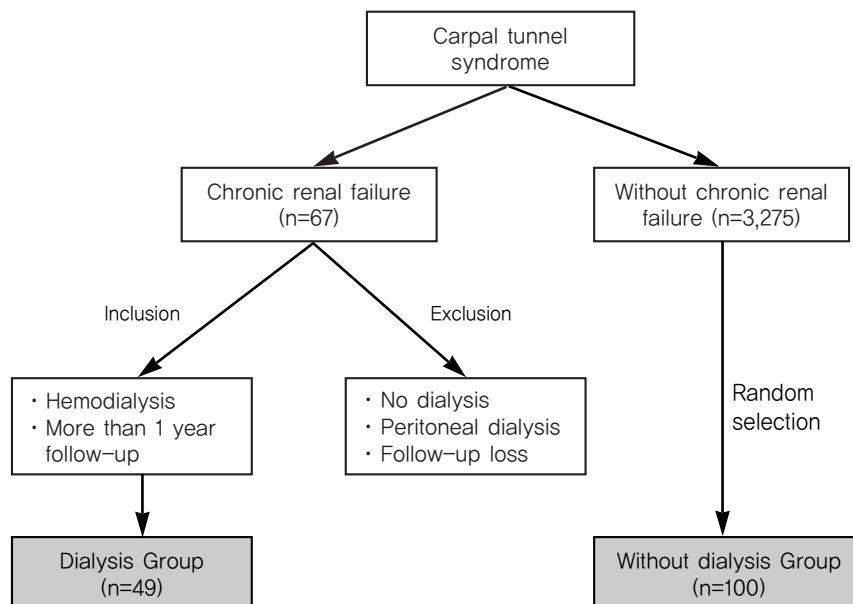 Carpal tunnel
syndrome
Chronic renal failure
(n=67)
Without chronic renal
failure (n=3,275)
Inclusion
Exclusion
· Hemodialysis
· More than 1 year
follow-up
· No dialysis
· Peritoneal dialysis
· Follow-up loss
Random
selection
Dialysis Group
(n=49)
Without dialysis Group
(n=100)